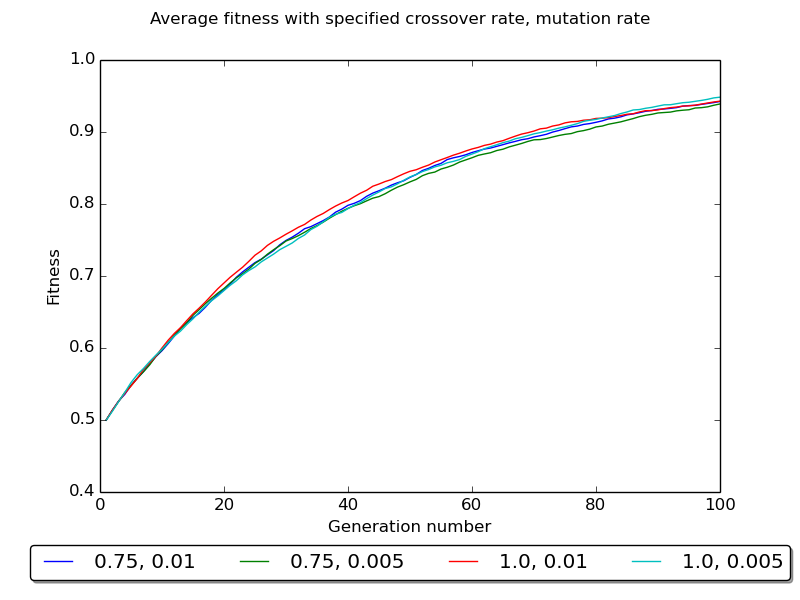 Average fitness with specified crossover rate, mutation rate
1.0
0.9
0.8
0.7
0.6
0.5
0.4
Fitness
0 20 40 60 80 100
Generation number
0.75, 0.01 0.75, 0.005 1.0, 0.01 1.0, 0.005